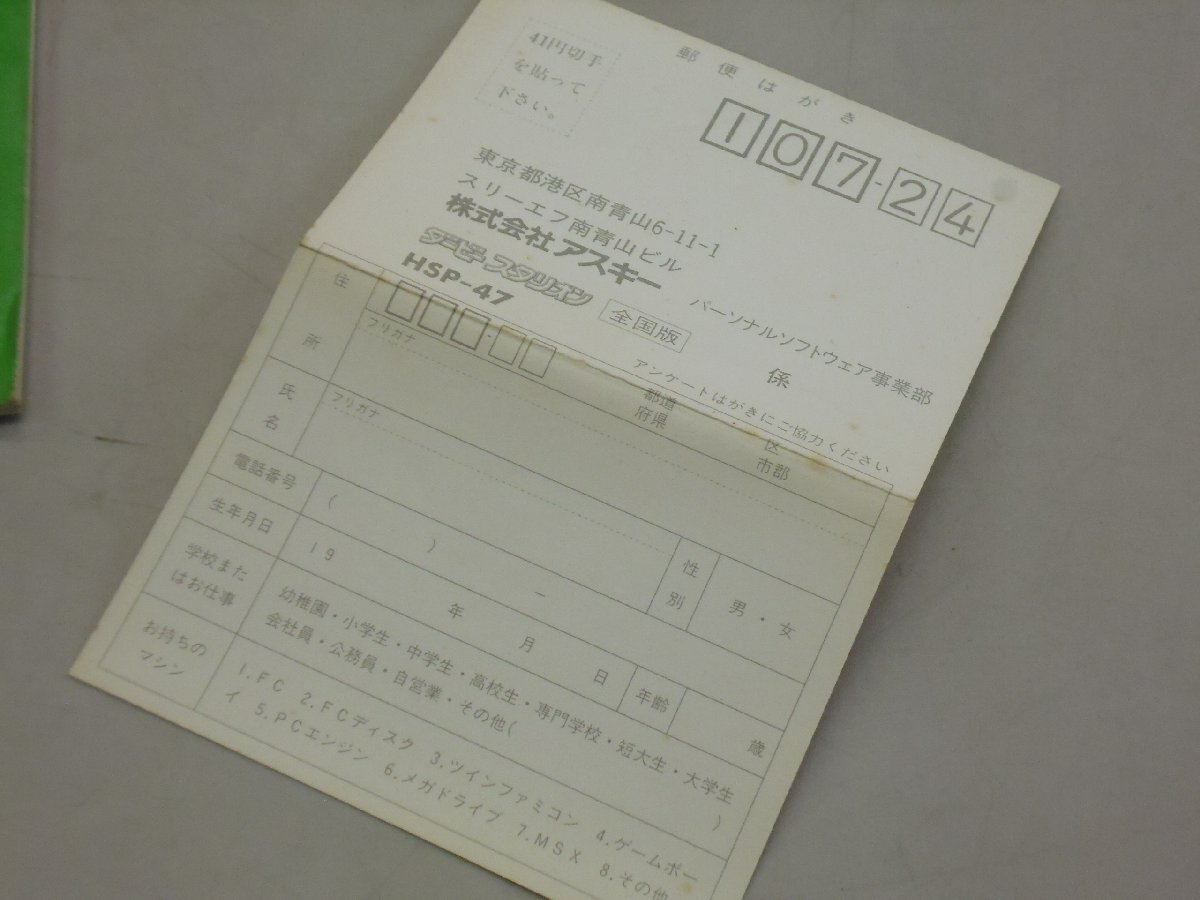 郵便はがき
41円切手
を貼って
下さい。
107-24
東京都港区南青山6-11-1
スリーエフ南青山ビル
株式会社アスキー
パーソナルソフトウェア事業部
ダービースタリオン 全国版 係
HSP-47
アンケートはがきにご協力ください
住所
フリガナ
都道
府県
区
市郡
氏名
フリガナ
性別
男・女
電話番号
( ) -
生年月日
19 年 月 日
年齢
歳
学校また
はお仕事
幼稚園・小学生・中学生・高校生・専門学校・短大生・大学生
会社員・公務員・自営業・その他( )
お持ちの
マシン
1.FC 2.FCディスク 3.ツインファミコン 4.ゲームボー
イ 5.PCエンジン 6.メガドライブ 7.MSX 8.その他